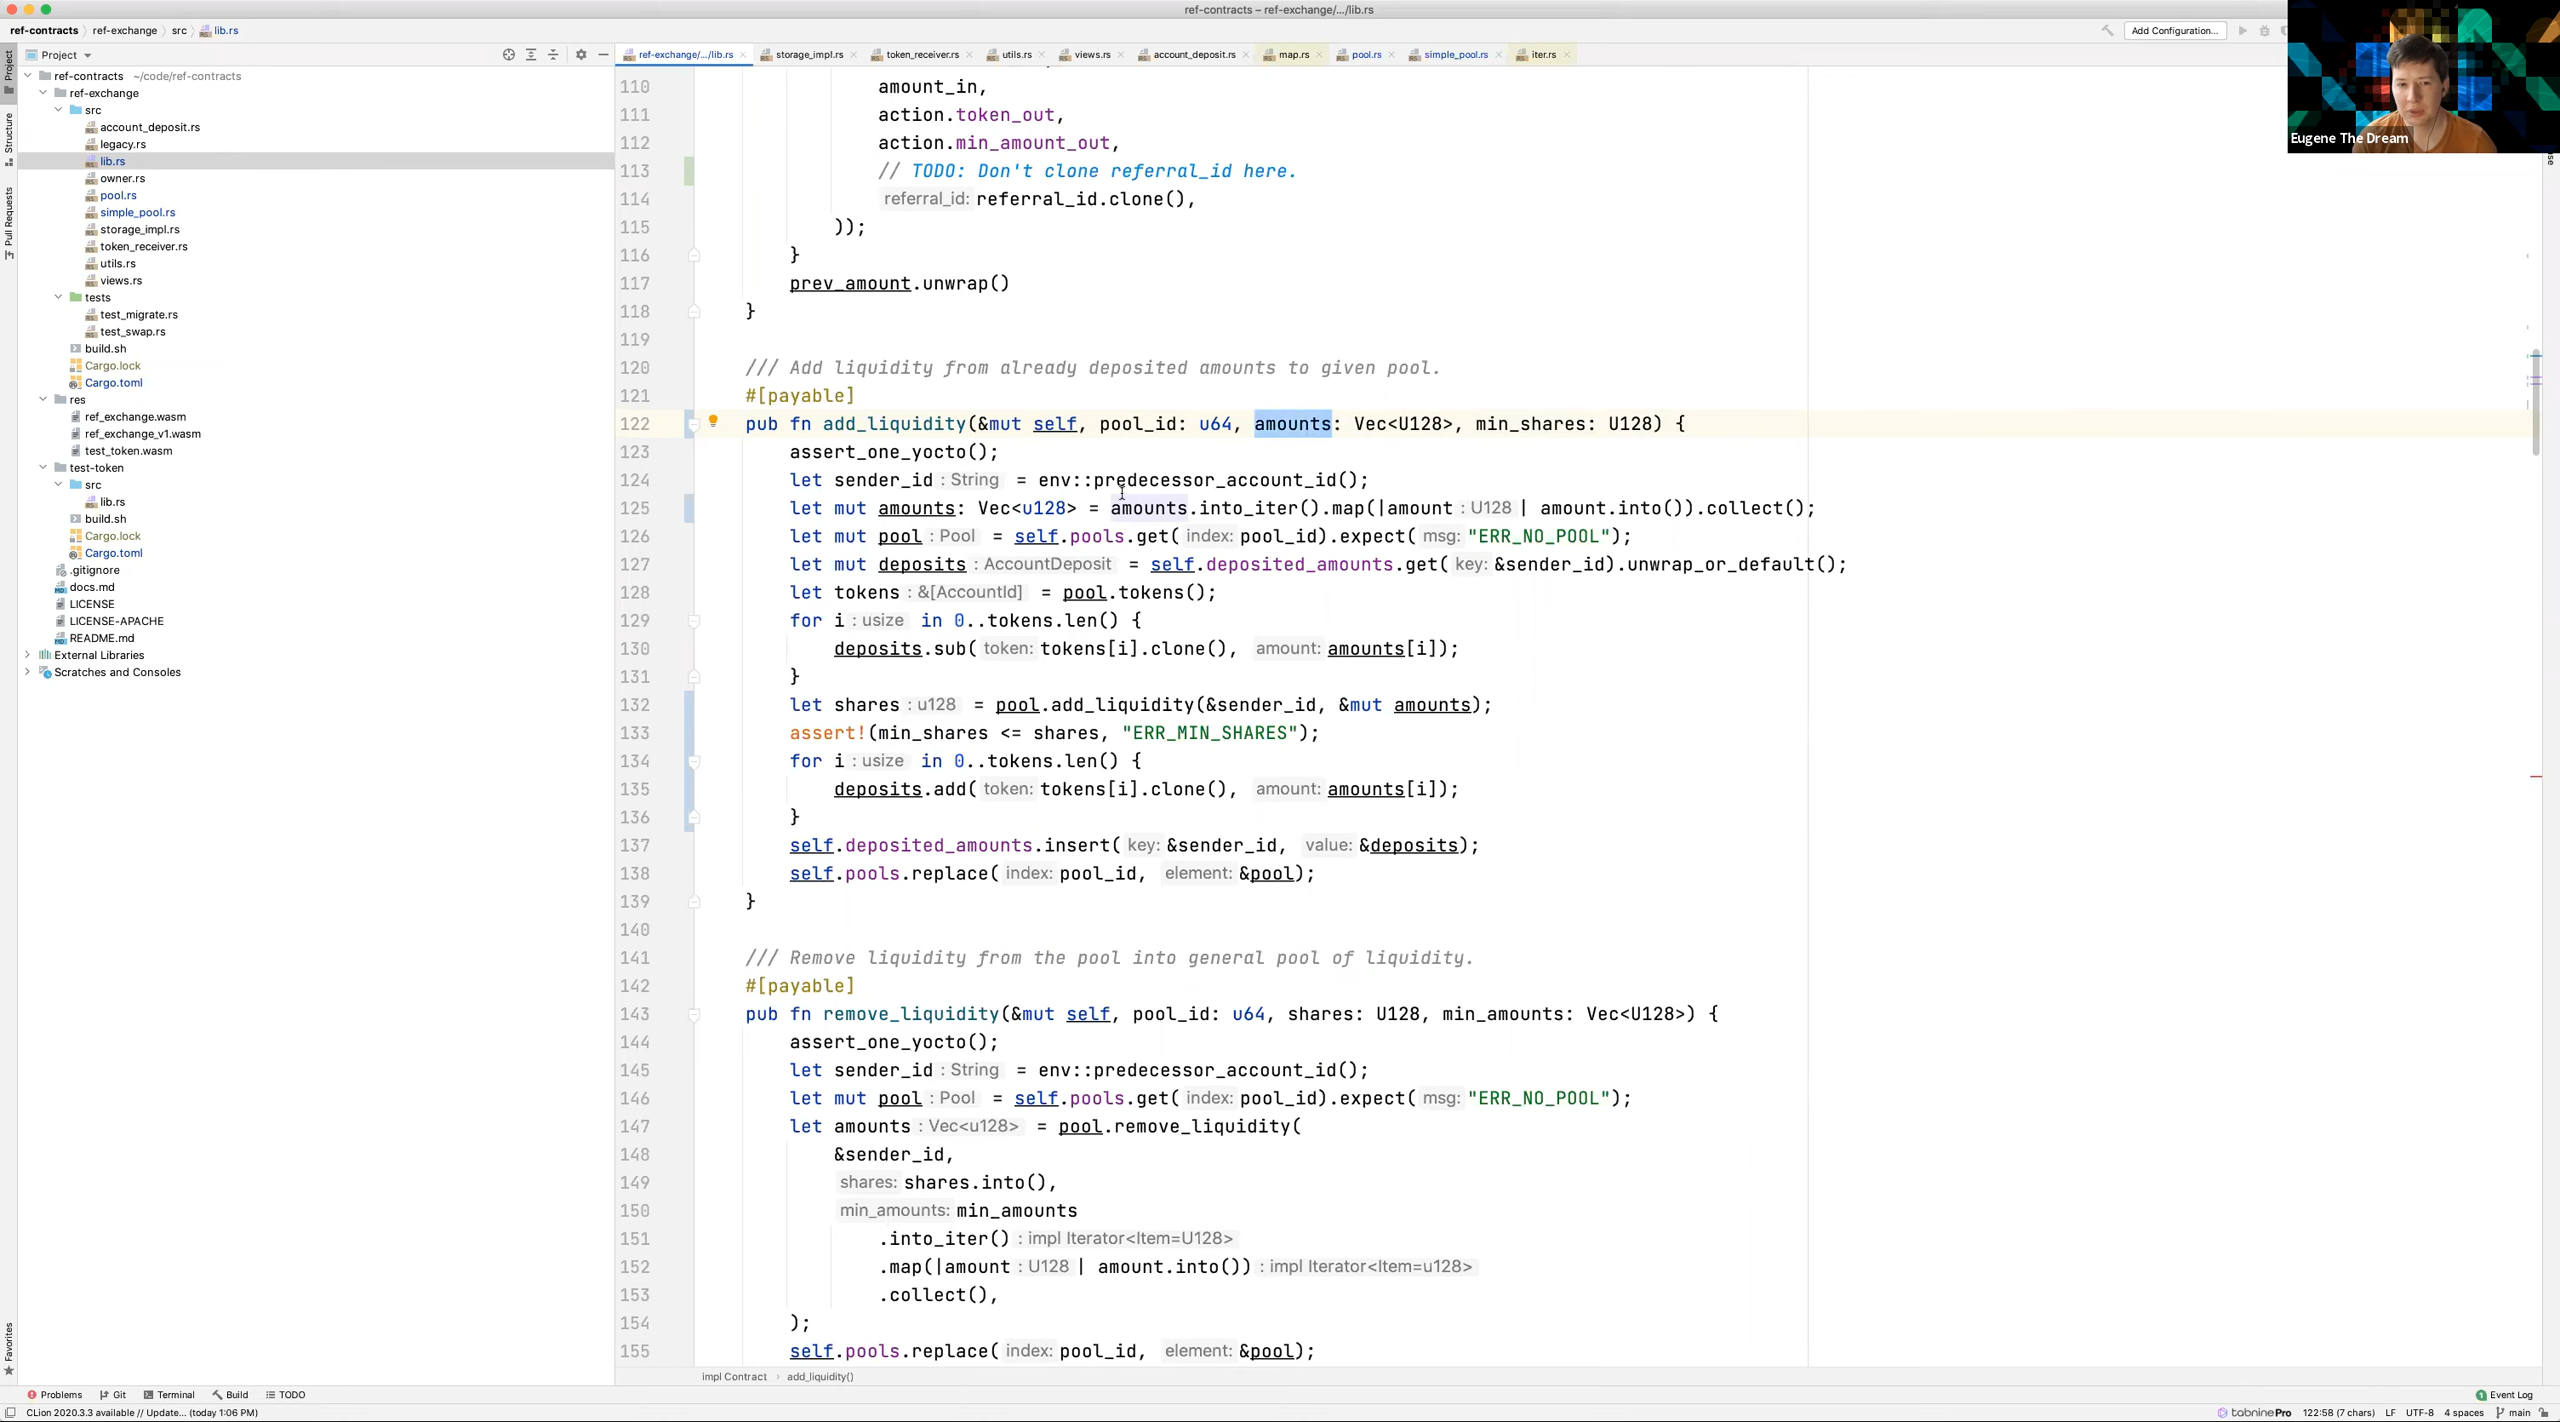 ref-contracts – ref-exchange/.../lib.rs
ref-contracts
ref-exchange
src
lib.rs
Add Configuration...
Project
ref-exchange/.../lib.rs
storage_impl.rs
token_receiver.rs
utils.rs
views.rs
account_deposit.rs
map.rs
pool.rs
simple_pool.rs
iter.rs
Project
Structure
Pull Requests
Favorites
ref-contracts ~/code/ref-contracts
ref-exchange
src
account_deposit.rs
legacy.rs
lib.rs
owner.rs
pool.rs
simple_pool.rs
storage_impl.rs
token_receiver.rs
utils.rs
views.rs
tests
test_migrate.rs
test_swap.rs
build.sh
Cargo.lock
Cargo.toml
res
ref_exchange.wasm
ref_exchange_v1.wasm
test_token.wasm
test-token
src
lib.rs
build.sh
Cargo.lock
Cargo.toml
.gitignore
docs.md
LICENSE
LICENSE-APACHE
README.md
External Libraries
Scratches and Consoles
110 amount_in,
111 action.token_out,
112 action.min_amount_out,
113 // TODO: Don't clone referral_id here.
114 referral_id: referral_id.clone(),
115 ));
116 }
117 prev_amount.unwrap()
118 }
119
120 /// Add liquidity from already deposited amounts to given pool.
121 #[payable]
122 pub fn add_liquidity(&mut self, pool_id: u64, amounts: Vec<U128>, min_shares: U128) {
123 assert_one_yocto();
124 let sender_id : String = env::predecessor_account_id();
125 let mut amounts: Vec<u128> = amounts.into_iter().map(|amount : U128 | amount.into()).collect();
126 let mut pool : Pool = self.pools.get( index: pool_id).expect( msg: "ERR_NO_POOL");
127 let mut deposits : AccountDeposit = self.deposited_amounts.get( key: &sender_id).unwrap_or_default();
128 let tokens : &[AccountId] = pool.tokens();
129 for i : usize in 0..tokens.len() {
130 deposits.sub( token: tokens[i].clone(), amount: amounts[i]);
131 }
132 let shares : u128 = pool.add_liquidity(&sender_id, &mut amounts);
133 assert!(min_shares <= shares, "ERR_MIN_SHARES");
134 for i : usize in 0..tokens.len() {
135 deposits.add( token: tokens[i].clone(), amount: amounts[i]);
136 }
137 self.deposited_amounts.insert( key: &sender_id, value: &deposits);
138 self.pools.replace( index: pool_id, element: &pool);
139 }
140
141 /// Remove liquidity from the pool into general pool of liquidity.
142 #[payable]
143 pub fn remove_liquidity(&mut self, pool_id: u64, shares: U128, min_amounts: Vec<U128>) {
144 assert_one_yocto();
145 let sender_id : String = env::predecessor_account_id();
146 let mut pool : Pool = self.pools.get( index: pool_id).expect( msg: "ERR_NO_POOL");
147 let amounts : Vec<u128> = pool.remove_liquidity(
148 &sender_id,
149 shares: shares.into(),
150 min_amounts: min_amounts
151 .into_iter() : impl Iterator<Item=U128>
152 .map(|amount : U128 | amount.into()) : impl Iterator<Item=u128>
153 .collect(),
154 );
155 self.pools.replace( index: pool_id, element: &pool);
impl Contract › add_liquidity()
Eugene The Dream
Problems
Git
Terminal
Build
TODO
1 Event Log
CLion 2020.3.3 available // Update... (today 1:06 PM)
tabninePro 122:58 (7 chars) LF UTF-8 4 spaces main